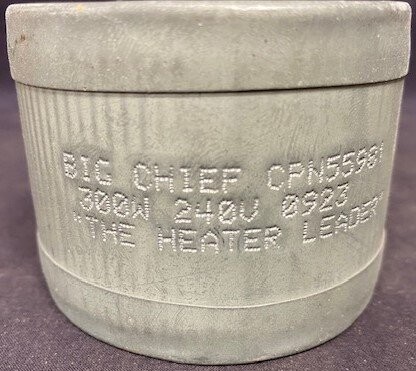 BIG CHIEF CPN55981
300W 240V 0923
"THE HEATER LEADER"